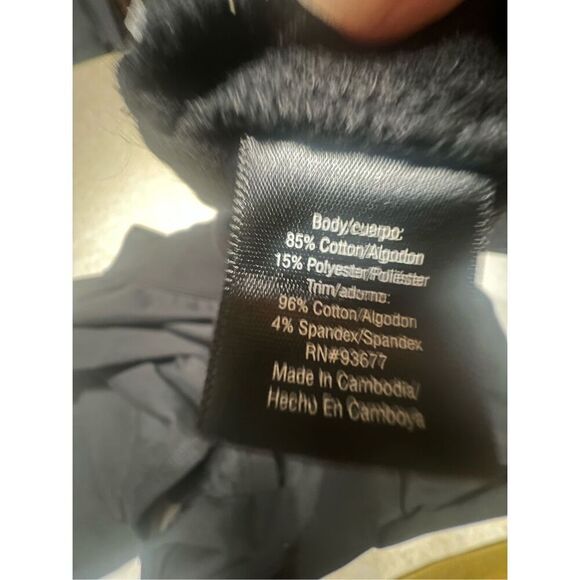 Body/cuerpo:
85% Cotton/Algodon
15% Polyester/Poliéster
Trim/adorno:
96% Cotton/Algodon
4% Spandex/Spandex
RN#93677
Made In Cambodia/
Hecho En Camboya